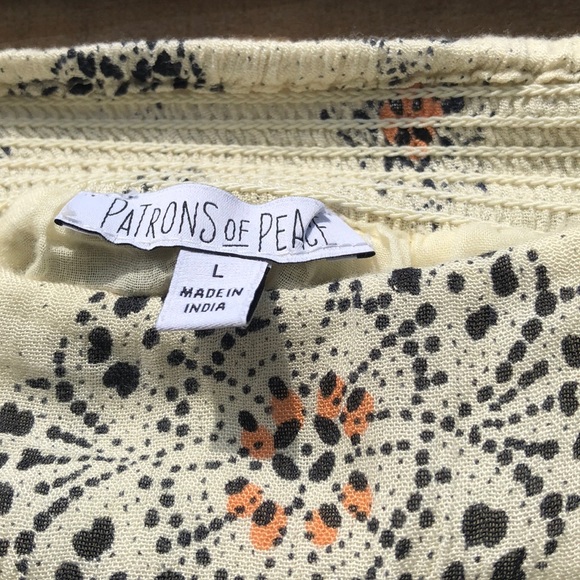 PATRONS OF PEACE
L
MADE IN
INDIA